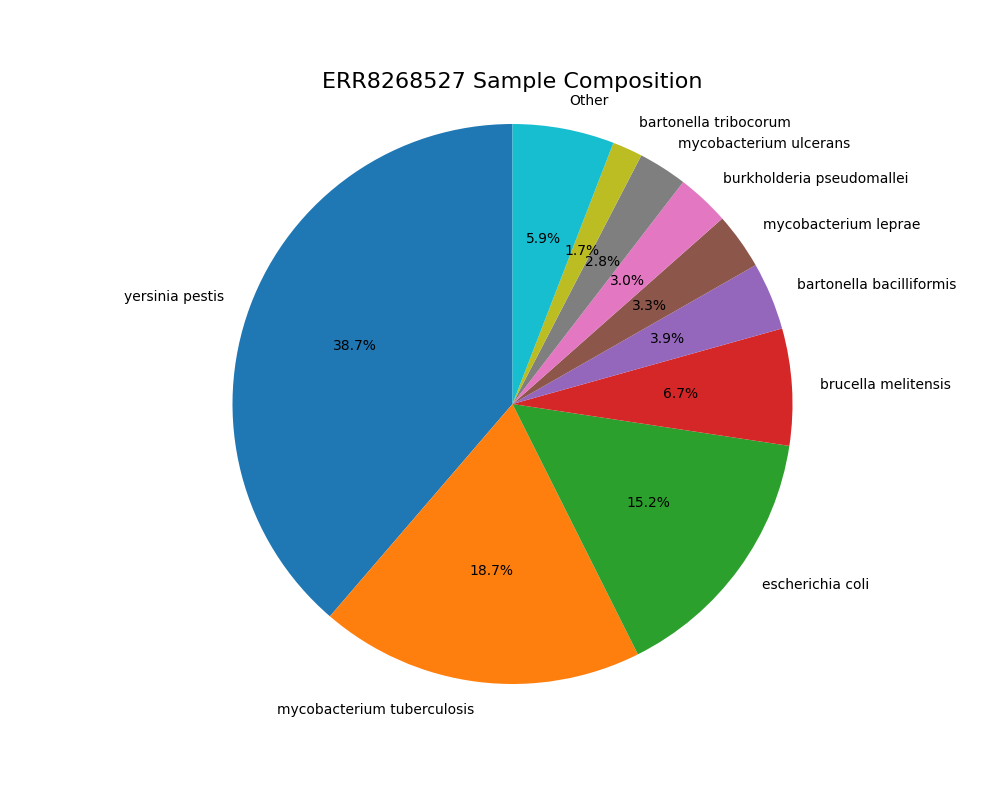 ERR8268527 Sample Composition
Other
bartonella tribocorum
mycobacterium ulcerans
burkholderia pseudomallei
mycobacterium leprae
bartonella bacilliformis
yersinia pestis
brucella melitensis
escherichia coli
mycobacterium tuberculosis
5.9%
1.7%
2.8%
3.0%
3.3%
3.9%
38.7%
6.7%
15.2%
18.7%